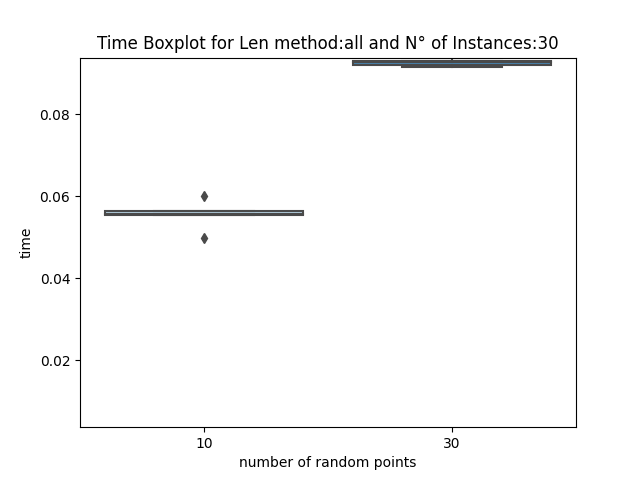 Time Boxplot for Len method:all and N° of Instances:30
0.08
0.06
0.04
0.02
time
10
30
number of random points